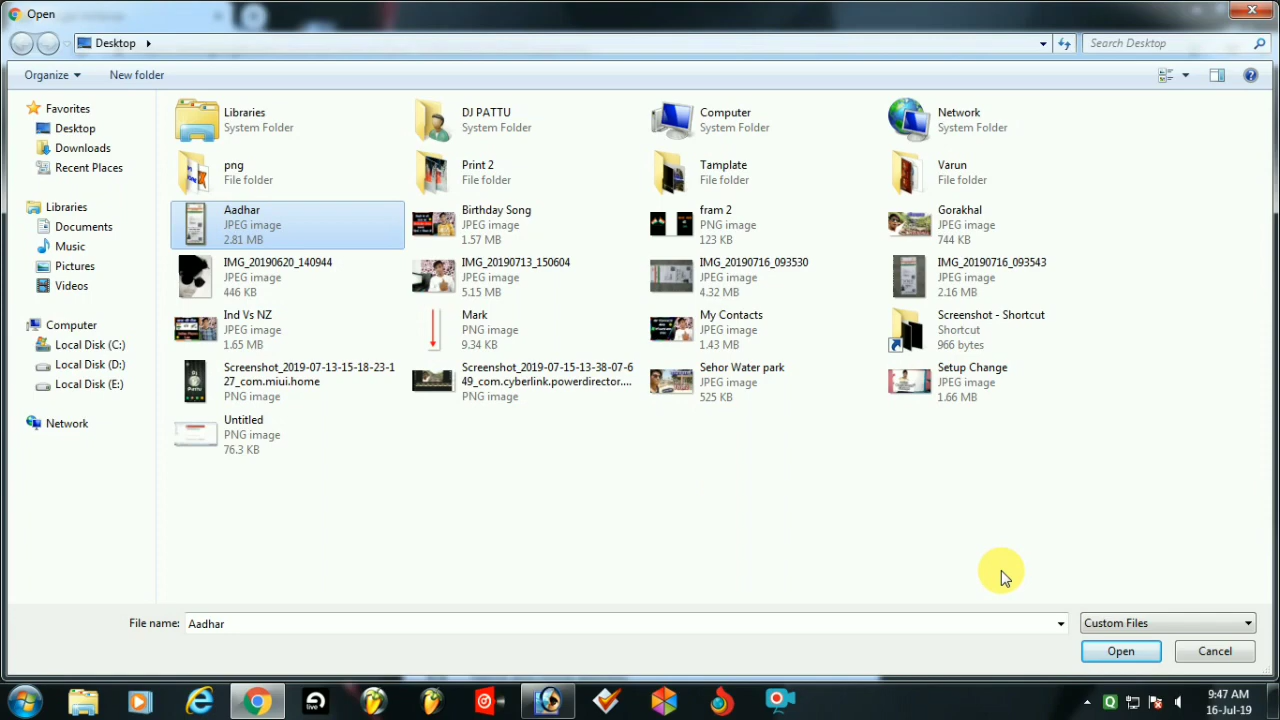 Open
Desktop
Search Desktop
Organize
New folder
Favorites
Desktop
Downloads
Recent Places
Libraries
Documents
Music
Pictures
Videos
Computer
Local Disk (C:)
Local Disk (D:)
Local Disk (E:)
Network
Libraries
System Folder
DJ PATTU
System Folder
Computer
System Folder
Network
System Folder
png
File folder
Print 2
File folder
Tamplate
File folder
Varun
File folder
Aadhar
JPEG image
2.81 MB
Birthday Song
JPEG image
1.57 MB
fram 2
PNG image
123 KB
Gorakhal
JPEG image
744 KB
IMG_20190620_140944
JPEG image
446 KB
IMG_20190713_150604
JPEG image
5.15 MB
IMG_20190716_093530
JPEG image
4.32 MB
IMG_20190716_093543
JPEG image
2.16 MB
Ind Vs NZ
JPEG image
1.65 MB
Mark
PNG image
9.34 KB
My Contacts
JPEG image
1.43 MB
Screenshot - Shortcut
Shortcut
966 bytes
Screenshot_2019-07-13-15-18-23-1
27_com.miui.home
PNG image
Screenshot_2019-07-15-13-38-07-6
49_com.cyberlink.powerdirector....
PNG image
Sehor Water park
JPEG image
525 KB
Setup Change
JPEG image
1.66 MB
Untitled
PNG image
76.3 KB
File name:
Aadhar
Custom Files
Open
Cancel
live
9:47 AM
16-Jul-19